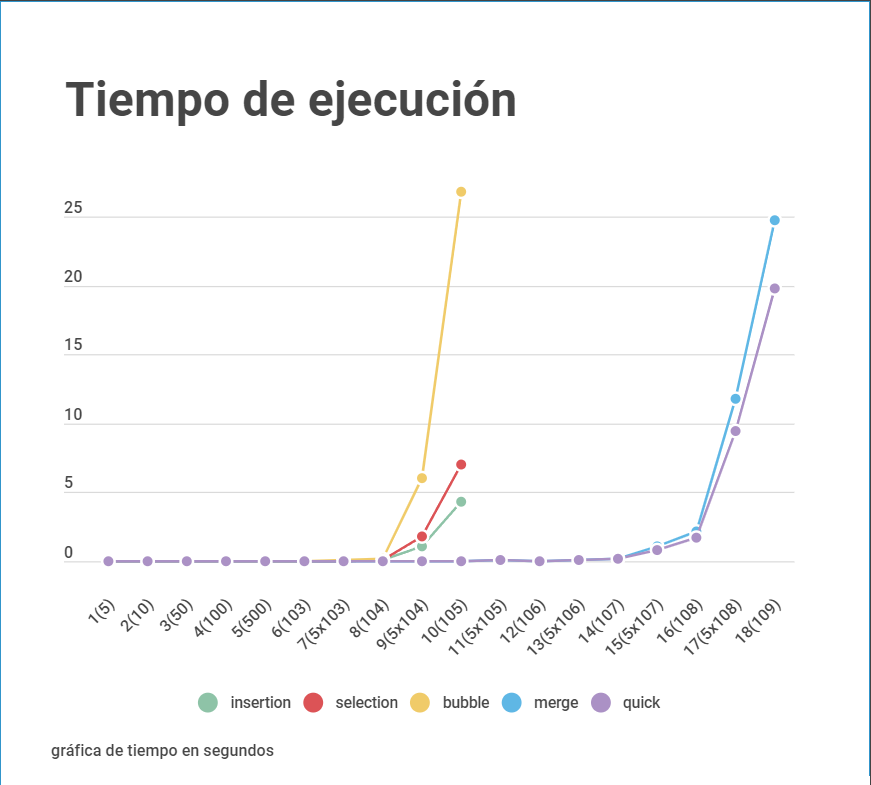 Tiempo de ejecución
25
20
15
10
5
0
1(5) 2(10) 3(50) 4(100) 5(500) 6(103) 7(5x103) 8(104) 9(5x104) 10(105) 11(5x105) 12(106) 13(5x106) 14(107) 15(5x107) 16(108) 17(5x108) 18(109)
insertion selection bubble merge quick
gráfica de tiempo en segundos